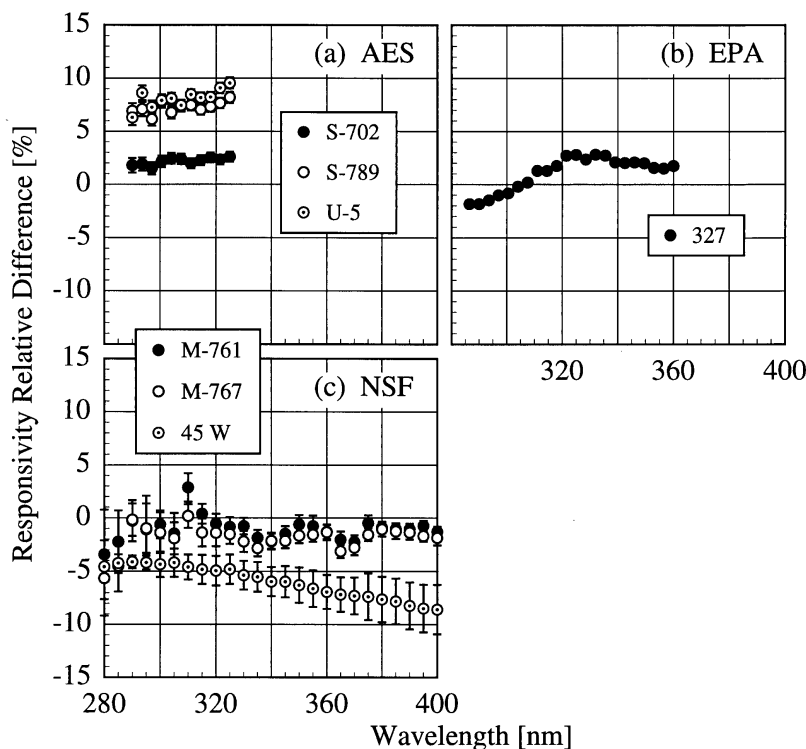 Responsivity Relative Difference [%]
15
10
5
0
-5
-10
(a) AES
S-702
S-789
U-5
(b) EPA
327
320
360
400
M-761
M-767
45 W
(c) NSF
15
10
5
0
-5
-10
-15
280
320
360
400
Wavelength [nm]